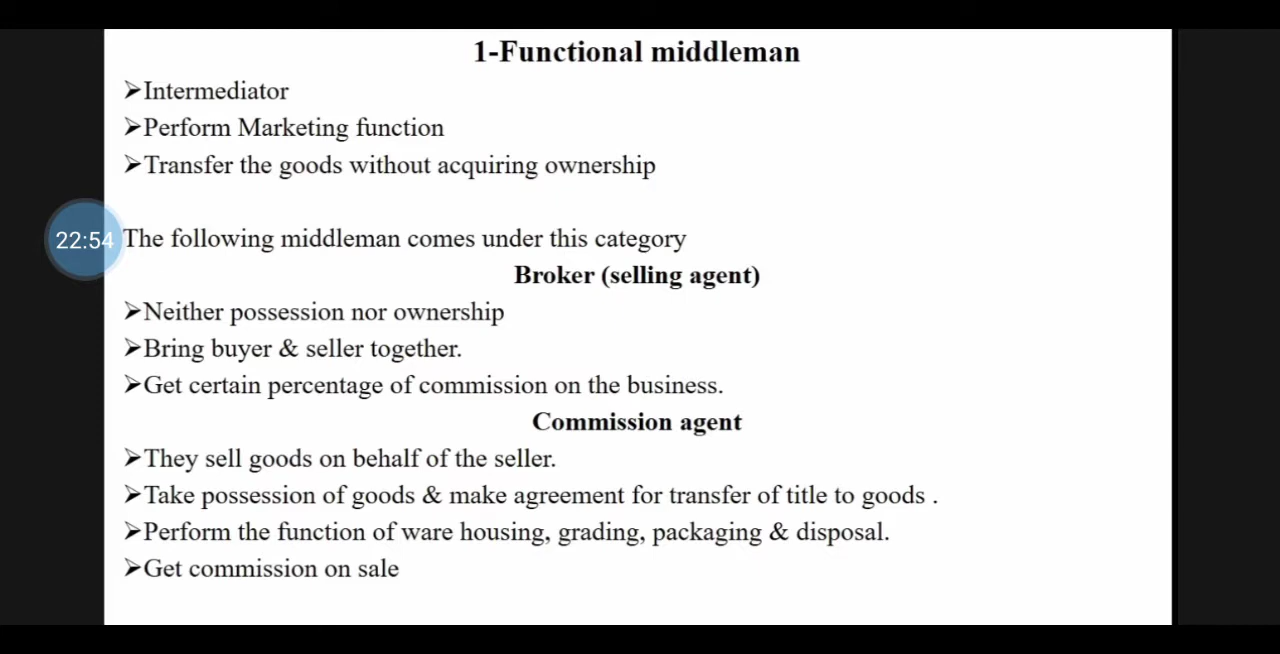 1-Functional middleman
➢Intermediator
➢Perform Marketing function
➢Transfer the goods without acquiring ownership
22:54
The following middleman comes under this category
Broker (selling agent)
➢Neither possession nor ownership
➢Bring buyer & seller together.
➢Get certain percentage of commission on the business.
Commission agent
➢They sell goods on behalf of the seller.
➢Take possession of goods & make agreement for transfer of title to goods .
➢Perform the function of ware housing, grading, packaging & disposal.
➢Get commission on sale